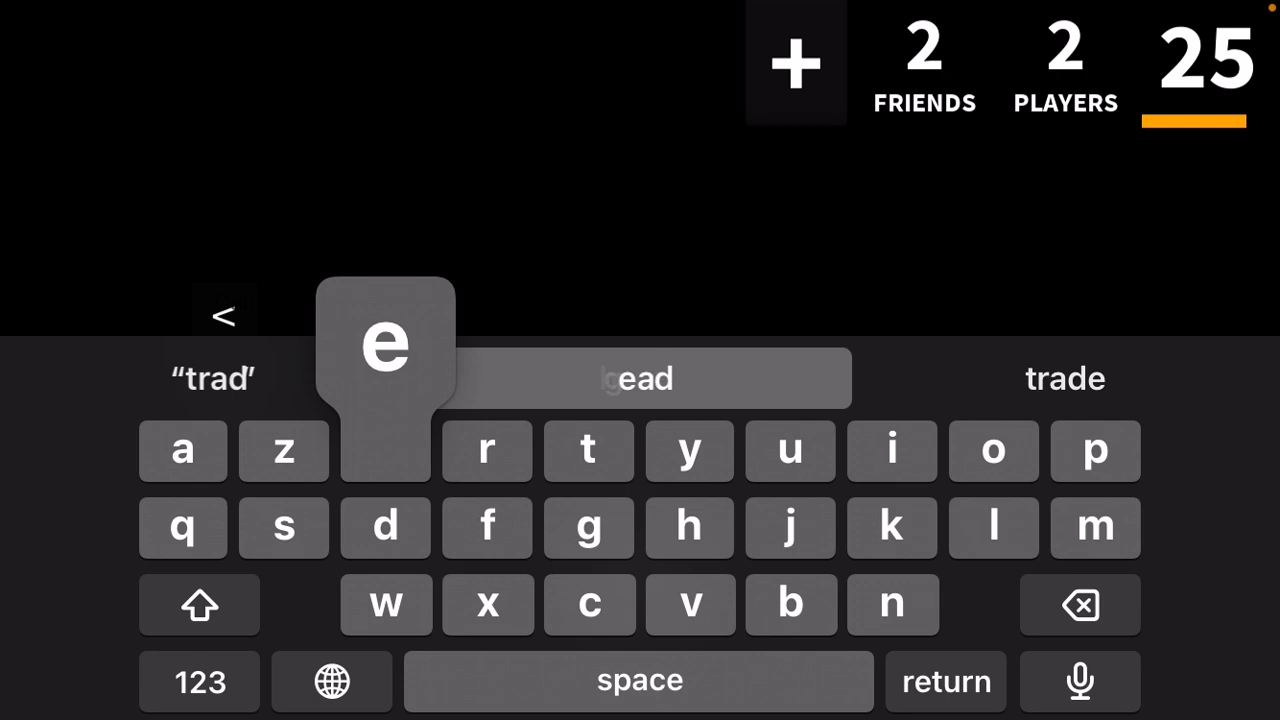 + 2 2 25
FRIENDS PLAYERS
<
e
“trad” ead trade
a z r t y u i o p
q s d f g h j k l m
w x c v b n
123 space return